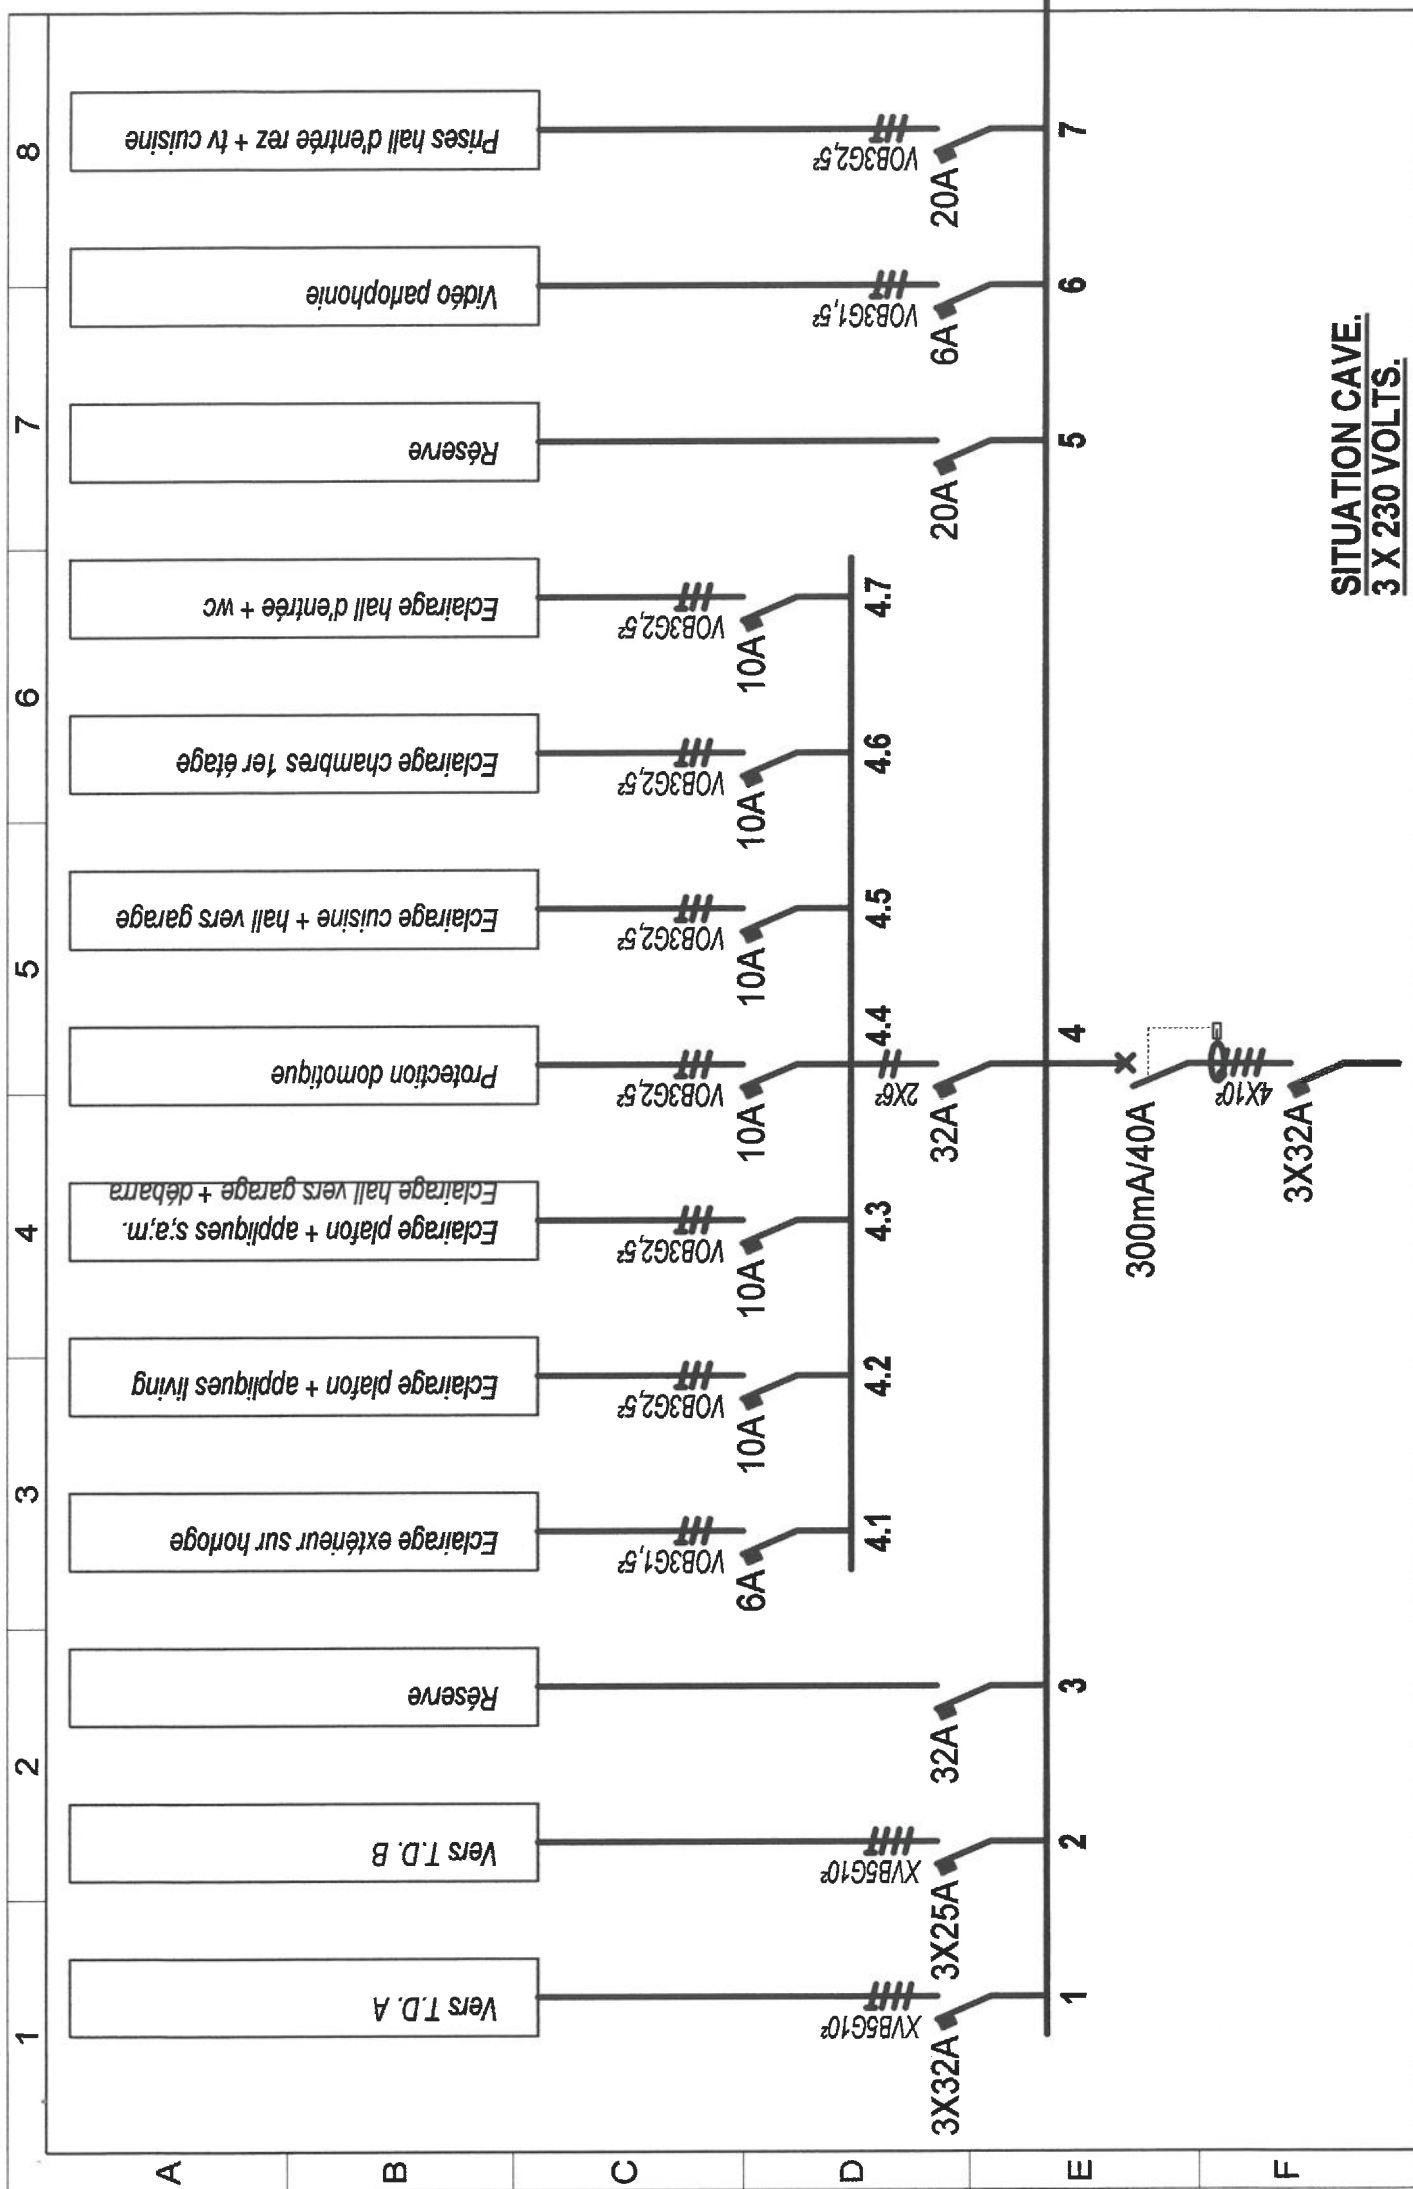 1
2
3
4
5
6
7
8
A
B
C
D
E
F
Vers T.D. A
XVB5G10²
3X32A
1
Vers T.D. B
XVB5G10²
3X25A
2
Réserve
32A
3
Eclairage extérieur sur horloge
VOB3G1,5²
6A
4.1
Eclairage plafon + appliques living
VOB3G2,5²
10A
4.2
Eclairage plafon + appliques s;a;m.
Eclairage hall vers garage + débarra
VOB3G2,5²
10A
4.3
Protection domotique
VOB3G2,5²
10A
4.4
2X6²
32A
4
Eclairage cuisine + hall vers garage
VOB3G2,5²
10A
4.5
Eclairage chambres 1er étage
VOB3G2,5²
10A
4.6
Eclairage hall d'entrée + wc
VOB3G2,5²
10A
4.7
Réserve
20A
5
Vidéo parlophonie
VOB3G1,5²
6A
6
Prises hall d'entrée rez + tv cuisine
VOB3G2,5²
20A
7
300mA/40A
4X10²
3X32A
SITUATION CAVE.
3 X 230 VOLTS.